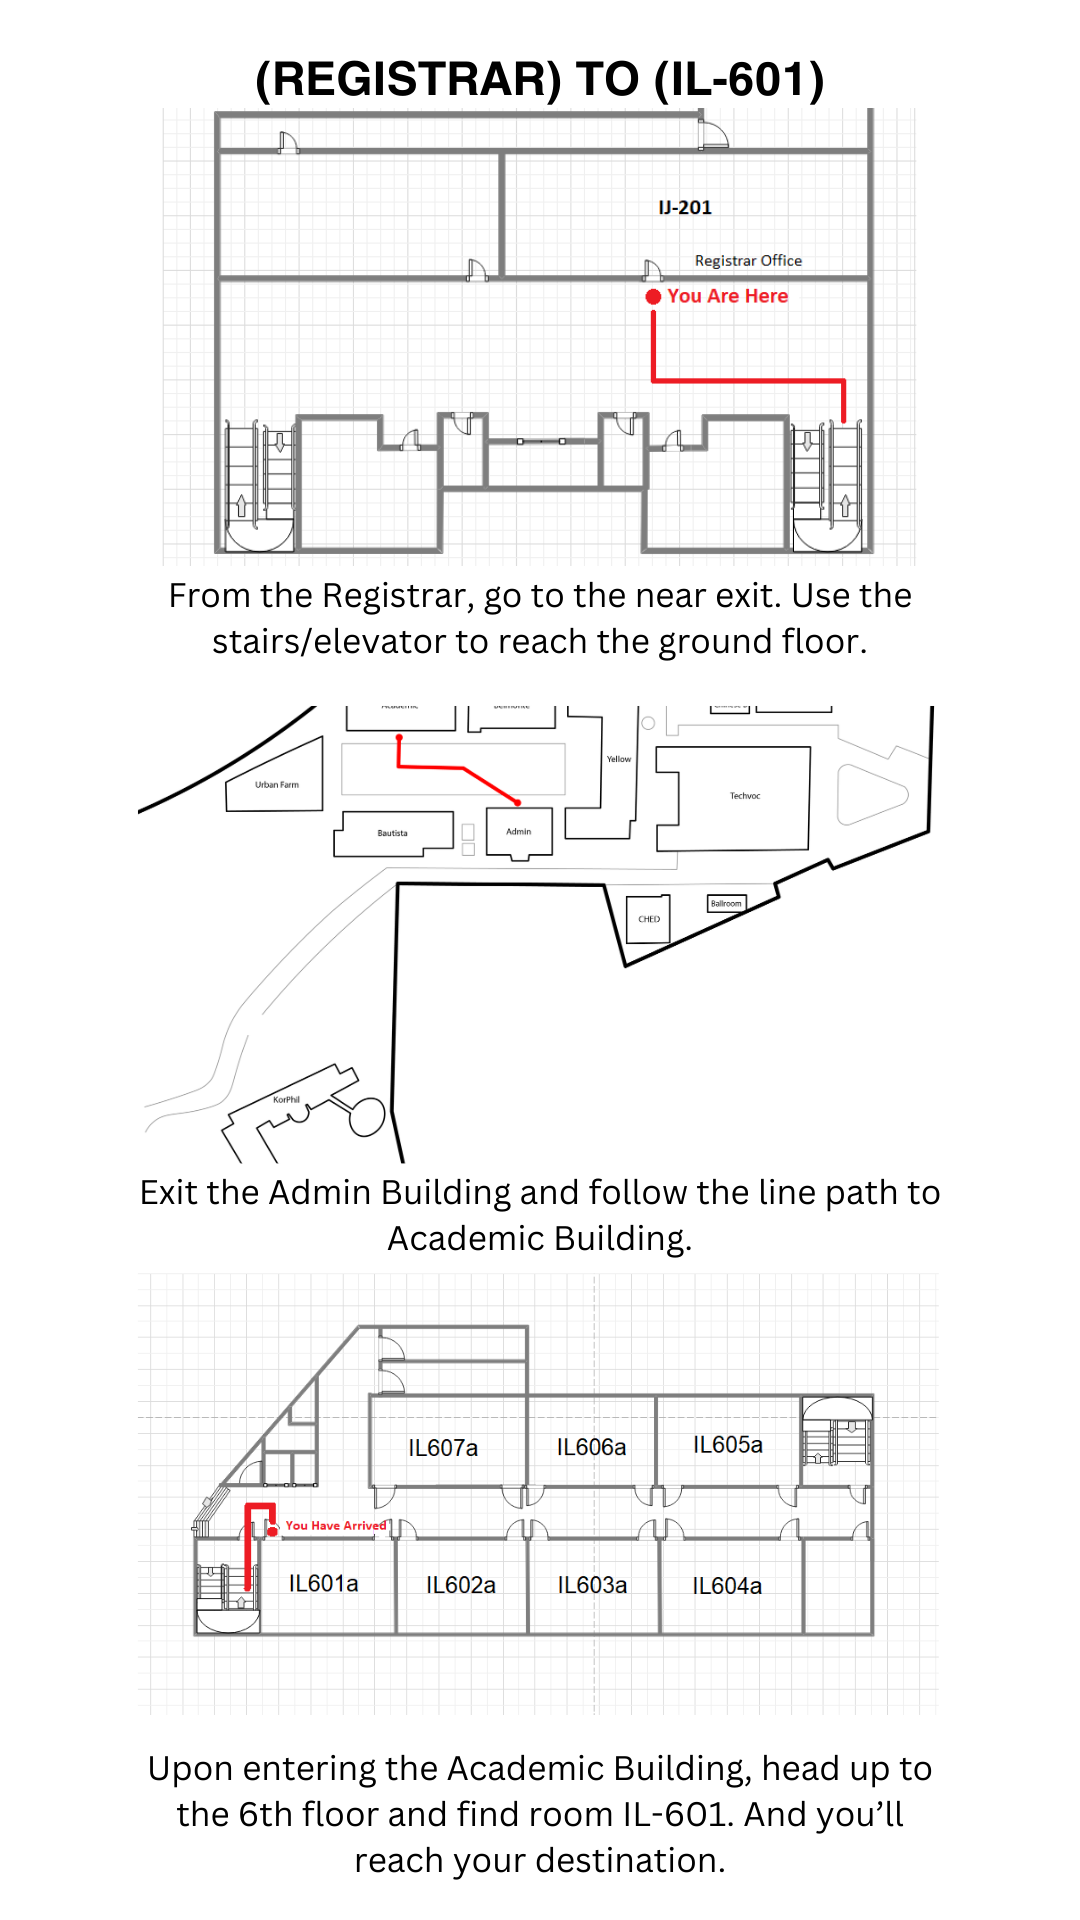 (REGISTRAR) TO (IL-601)
IJ-201
Registrar Office
You Are Here
From the Registrar, go to the near exit. Use the
stairs/elevator to reach the ground floor.
Academic
Belmonte
Yellow
Urban Farm
Techvoc
Bautista
Admin
CHED
Ballroom
KorPhil
Exit the Admin Building and follow the line path to
Academic Building.
IL607a
IL606a
IL605a
You Have Arrived
IL601a
IL602a
IL603a
IL604a
Upon entering the Academic Building, head up to
the 6th floor and find room IL-601. And you’ll
reach your destination.